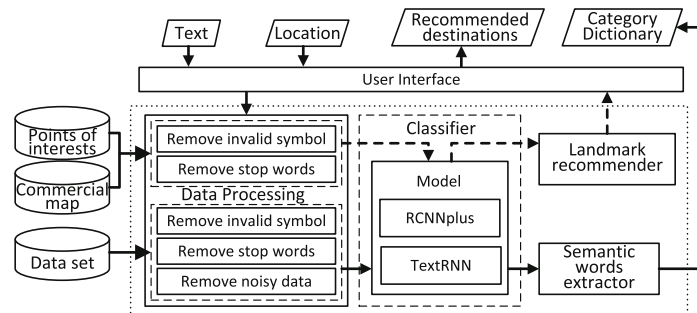 Text
Location
Recommended
destinations
Category
Dictionary
User Interface
Points of
interests
Commercial
map
Data set
Remove invalid symbol
Remove stop words
Data Processing
Remove invalid symbol
Remove stop words
Remove noisy data
Classifier
Model
RCNNplus
TextRNN
Landmark
recommender
Semantic
words
extractor